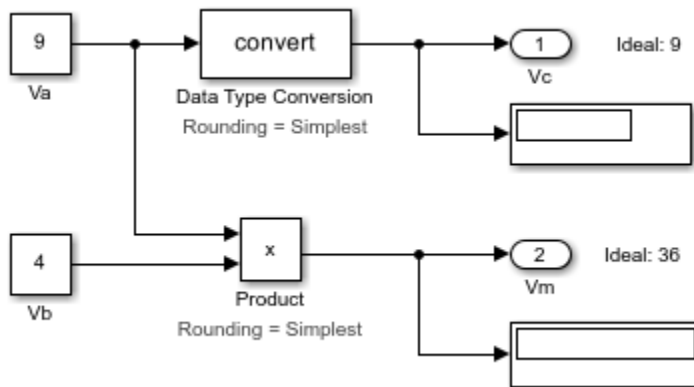 9
Va
convert
Data Type Conversion
Rounding = Simplest
1
Vc
Ideal: 9
4
Vb
x
Product
Rounding = Simplest
2
Vm
Ideal: 36